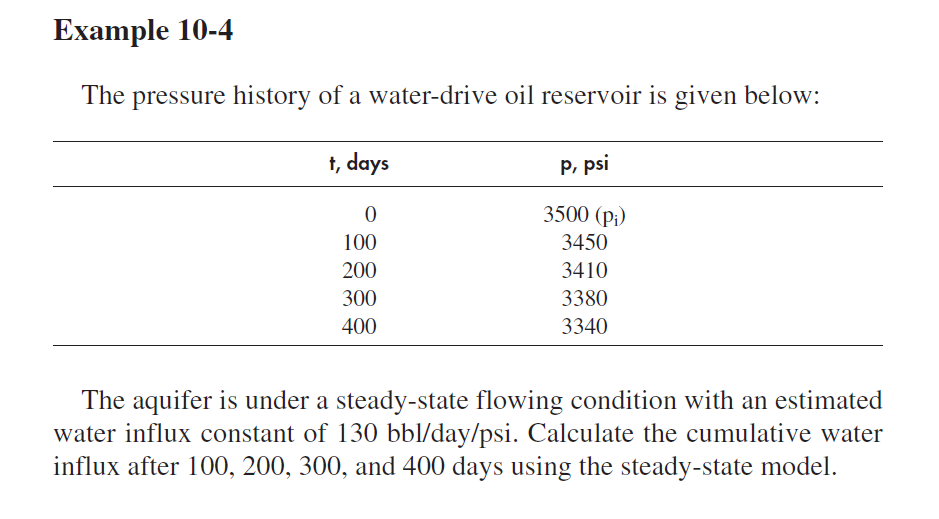 Example 10-4
The pressure history of a water-drive oil reservoir is given below:
t, days p, psi
0 3500 (pi)
100 3450
200 3410
300 3380
400 3340
The aquifer is under a steady-state flowing condition with an estimated
water influx constant of 130 bbl/day/psi. Calculate the cumulative water
influx after 100, 200, 300, and 400 days using the steady-state model.